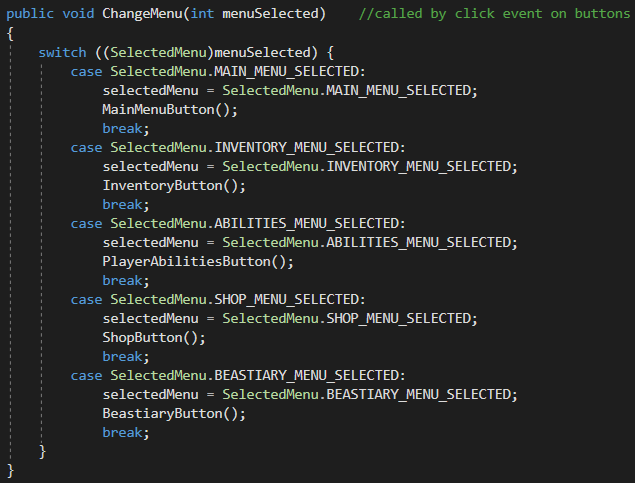 public void ChangeMenu(int menuSelected)    //called by click event on buttons
{
    switch ((SelectedMenu)menuSelected) {
        case SelectedMenu.MAIN_MENU_SELECTED:
            selectedMenu = SelectedMenu.MAIN_MENU_SELECTED;
            MainMenuButton();
            break;
        case SelectedMenu.INVENTORY_MENU_SELECTED:
            selectedMenu = SelectedMenu.INVENTORY_MENU_SELECTED;
            InventoryButton();
            break;
        case SelectedMenu.ABILITIES_MENU_SELECTED:
            selectedMenu = SelectedMenu.ABILITIES_MENU_SELECTED;
            PlayerAbilitiesButton();
            break;
        case SelectedMenu.SHOP_MENU_SELECTED:
            selectedMenu = SelectedMenu.SHOP_MENU_SELECTED;
            ShopButton();
            break;
        case SelectedMenu.BEASTIARY_MENU_SELECTED:
            selectedMenu = SelectedMenu.BEASTIARY_MENU_SELECTED;
            BeastiaryButton();
            break;
    }
}